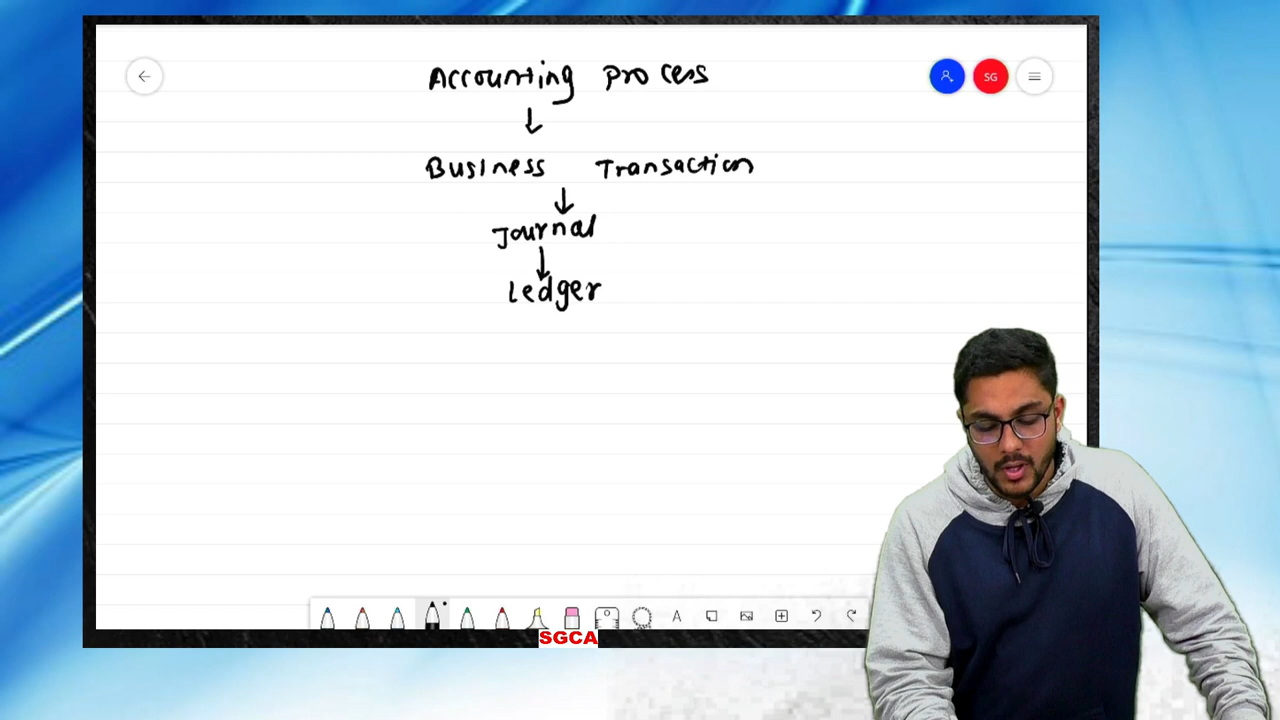 Accounting process
SG
↓
Business Transaction
↓
Journal
↓
Ledger
A
SGCA